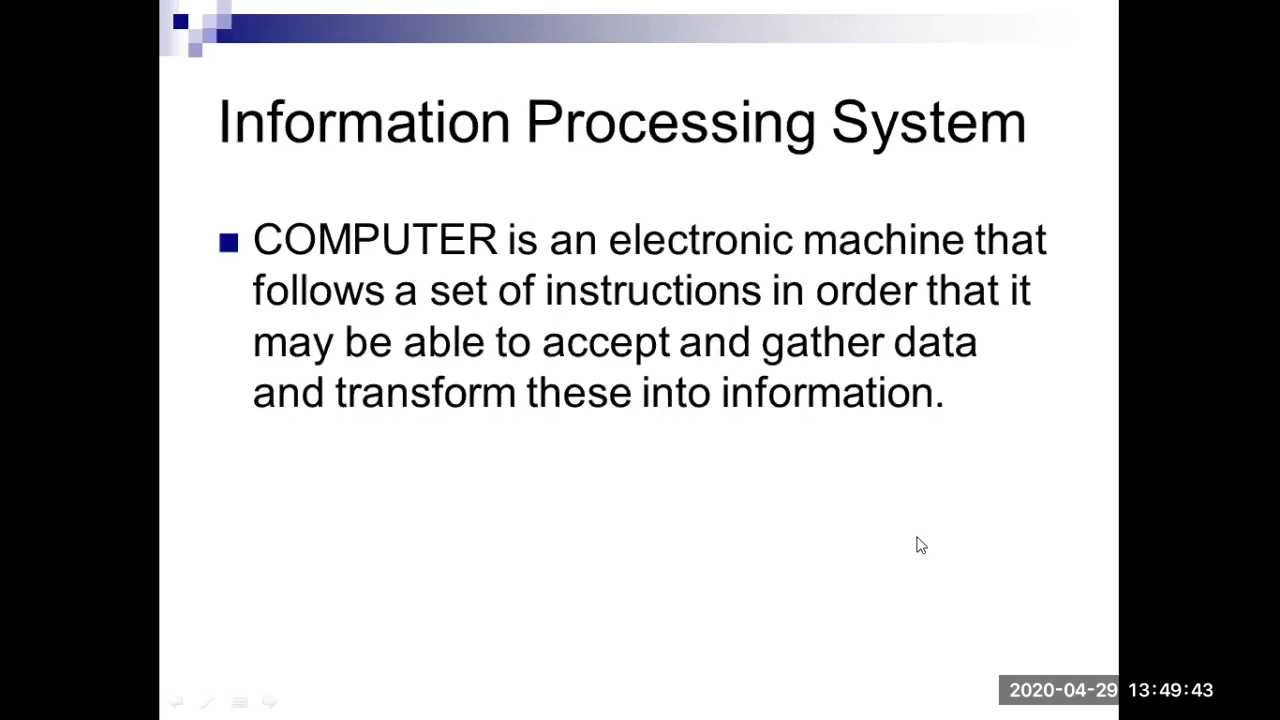 Information Processing System
COMPUTER is an electronic machine that
follows a set of instructions in order that it
may be able to accept and gather data
and transform these into information.
2020-04-29 13:49:43